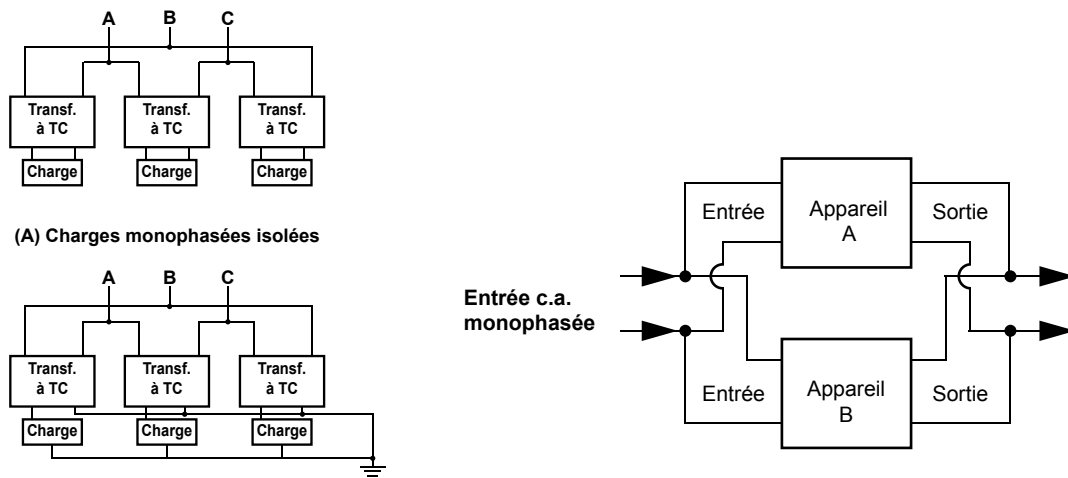 A B C
Transf.
à TC
Transf.
à TC
Transf.
à TC
Charge
Charge
Charge
(A) Charges monophasées isolées
A B C
Transf.
à TC
Transf.
à TC
Transf.
à TC
Charge
Charge
Charge
Entrée c.a.
monophasée
Entrée
Appareil
A
Sortie
Entrée
Appareil
B
Sortie